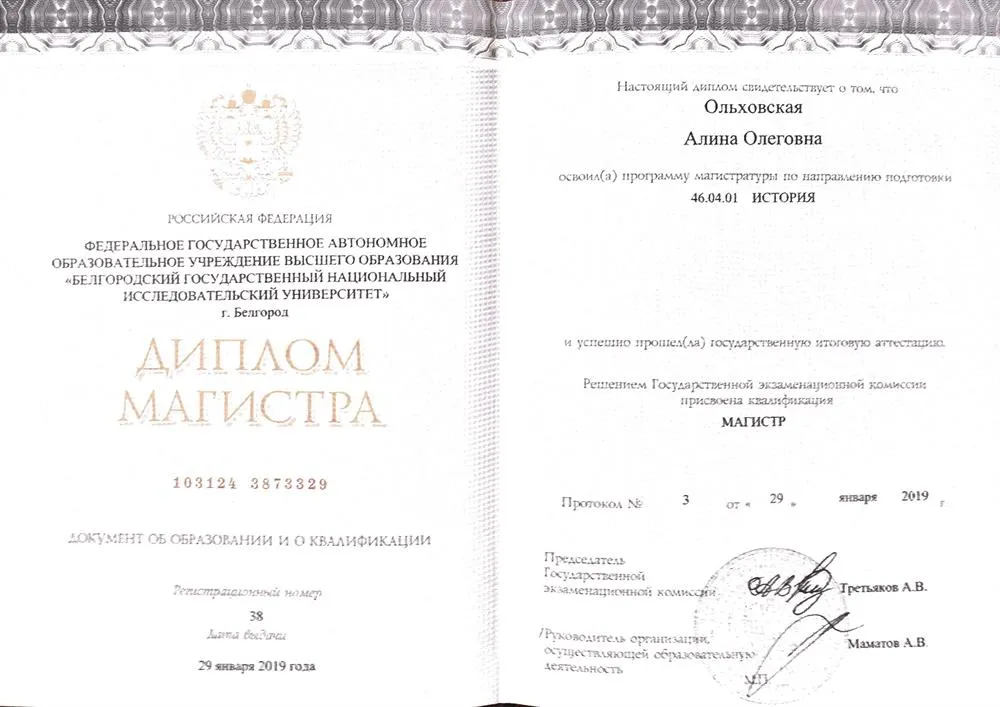 РОССИЙСКАЯ ФЕДЕРАЦИЯ
ФЕДЕРАЛЬНОЕ ГОСУДАРСТВЕННОЕ АВТОНОМНОЕ
ОБРАЗОВАТЕЛЬНОЕ УЧРЕЖДЕНИЕ ВЫСШЕГО ОБРАЗОВАНИЯ
«БЕЛГОРОДСКИЙ ГОСУДАРСТВЕННЫЙ НАЦИОНАЛЬНЫЙ
ИССЛЕДОВАТЕЛЬСКИЙ УНИВЕРСИТЕТ»
г. Белгород
ДИПЛОМ
МАГИСТРА
103124 3873329
ДОКУМЕНТ ОБ ОБРАЗОВАНИИ И О КВАЛИФИКАЦИИ
Регистрационный номер
38
Дата выдачи
29 января 2019 года
Настоящий диплом свидетельствует о том, что
Ольховская
Алина Олеговна
освоил(а) программу магистратуры по направлению подготовки
46.04.01 ИСТОРИЯ
и успешно прошел(ла) государственную итоговую аттестацию.
Решением Государственной экзаменационной комиссии
присвоена квалификация
МАГИСТР
Протокол № 3 от « 29 » января 2019 г.
Председатель
Государственной
экзаменационной комиссии Третьяков А.В.
/Руководитель организации,
осуществляющей образовательную Маматов А.В.
деятельность
М.П.